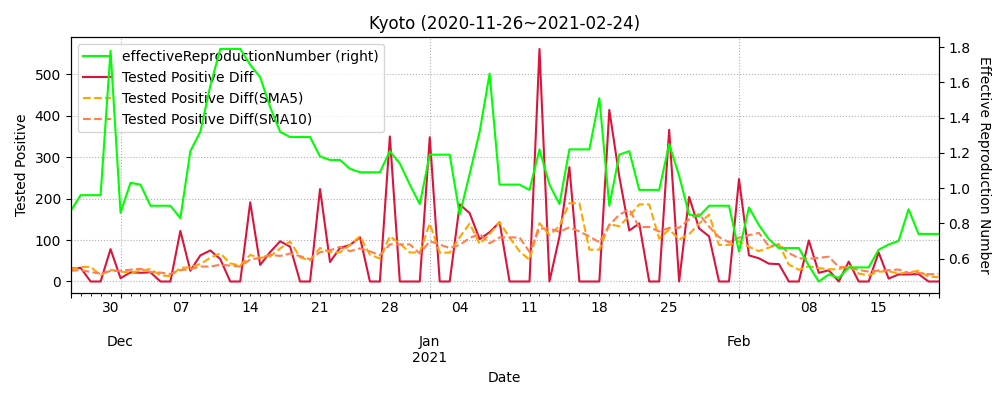 Kyoto (2020-11-26~2021-02-24)
effectiveReproductionNumber (right)
Tested Positive Diff
Tested Positive Diff(SMA5)
Tested Positive Diff(SMA10)
Tested Positive
500
400
300
200
100
0
1.8
1.6
1.4
1.2
1.0
0.8
0.6
Effective Reproduction Number
30 07 14 21 28 04 11 18 25 08 15
Dec Jan Feb
2021
Date